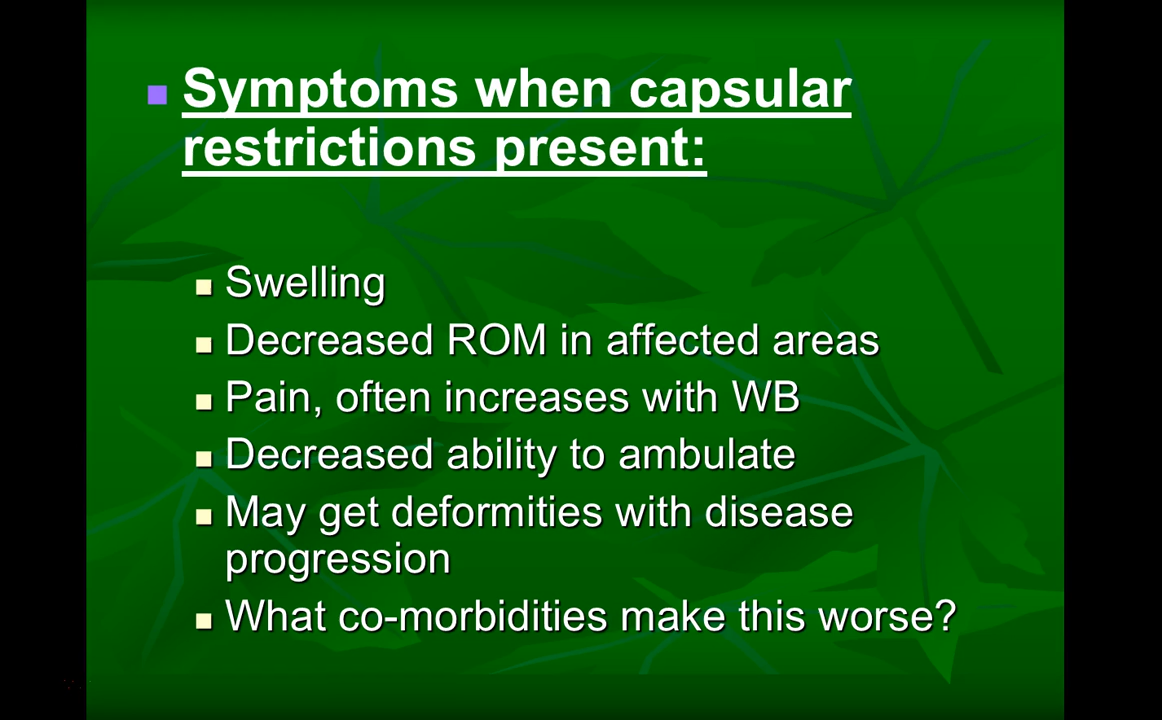 Symptoms when capsular
restrictions present:
Swelling
Decreased ROM in affected areas
Pain, often increases with WB
Decreased ability to ambulate
May get deformities with disease
progression
What co-morbidities make this worse?